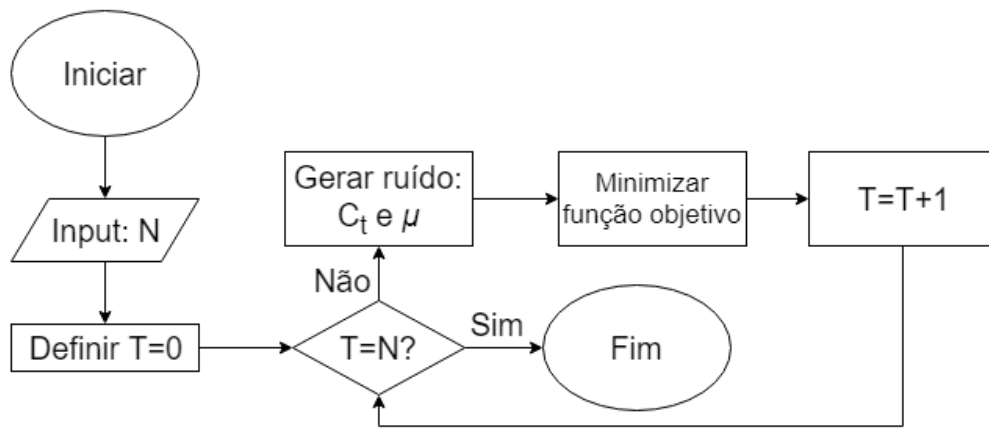 Iniciar
Input: N
Definir T=0
T=N?
Não
Sim
Gerar ruído:
Cₜ e μ
Minimizar
função objetivo
T=T+1
Fim